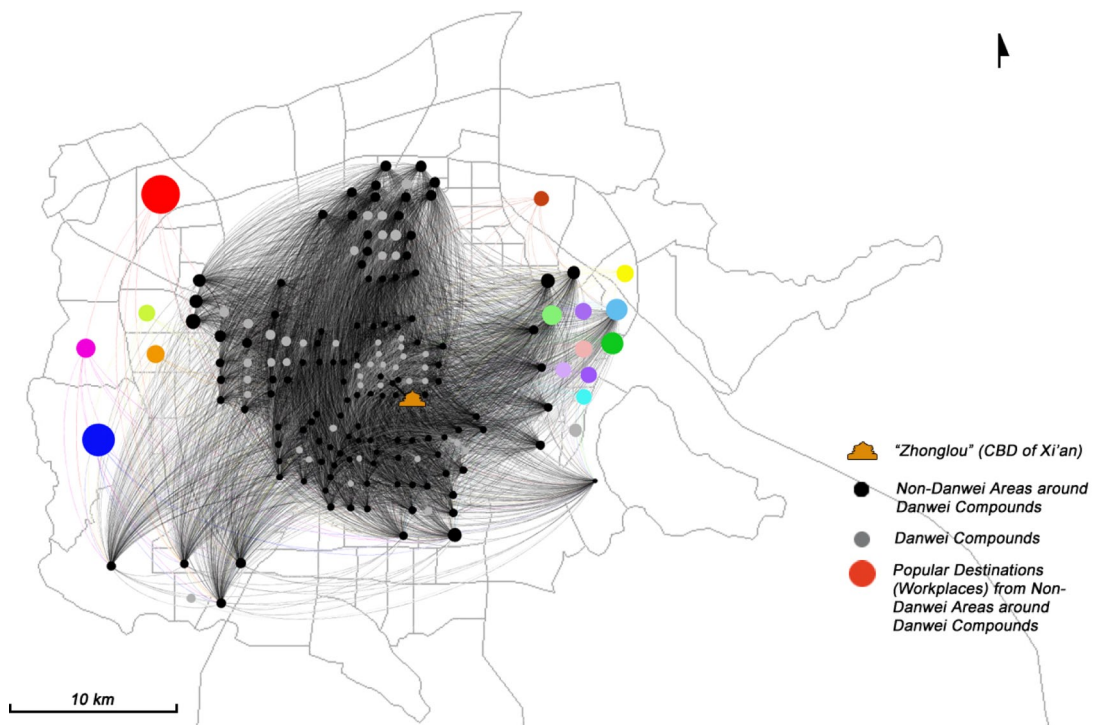 "Zhonglou" (CBD of Xi'an)
Non-Danwei Areas around
Danwei Compounds
Danwei Compounds
Popular Destinations
(Workplaces) from Non-
Danwei Areas around
Danwei Compounds
10 km